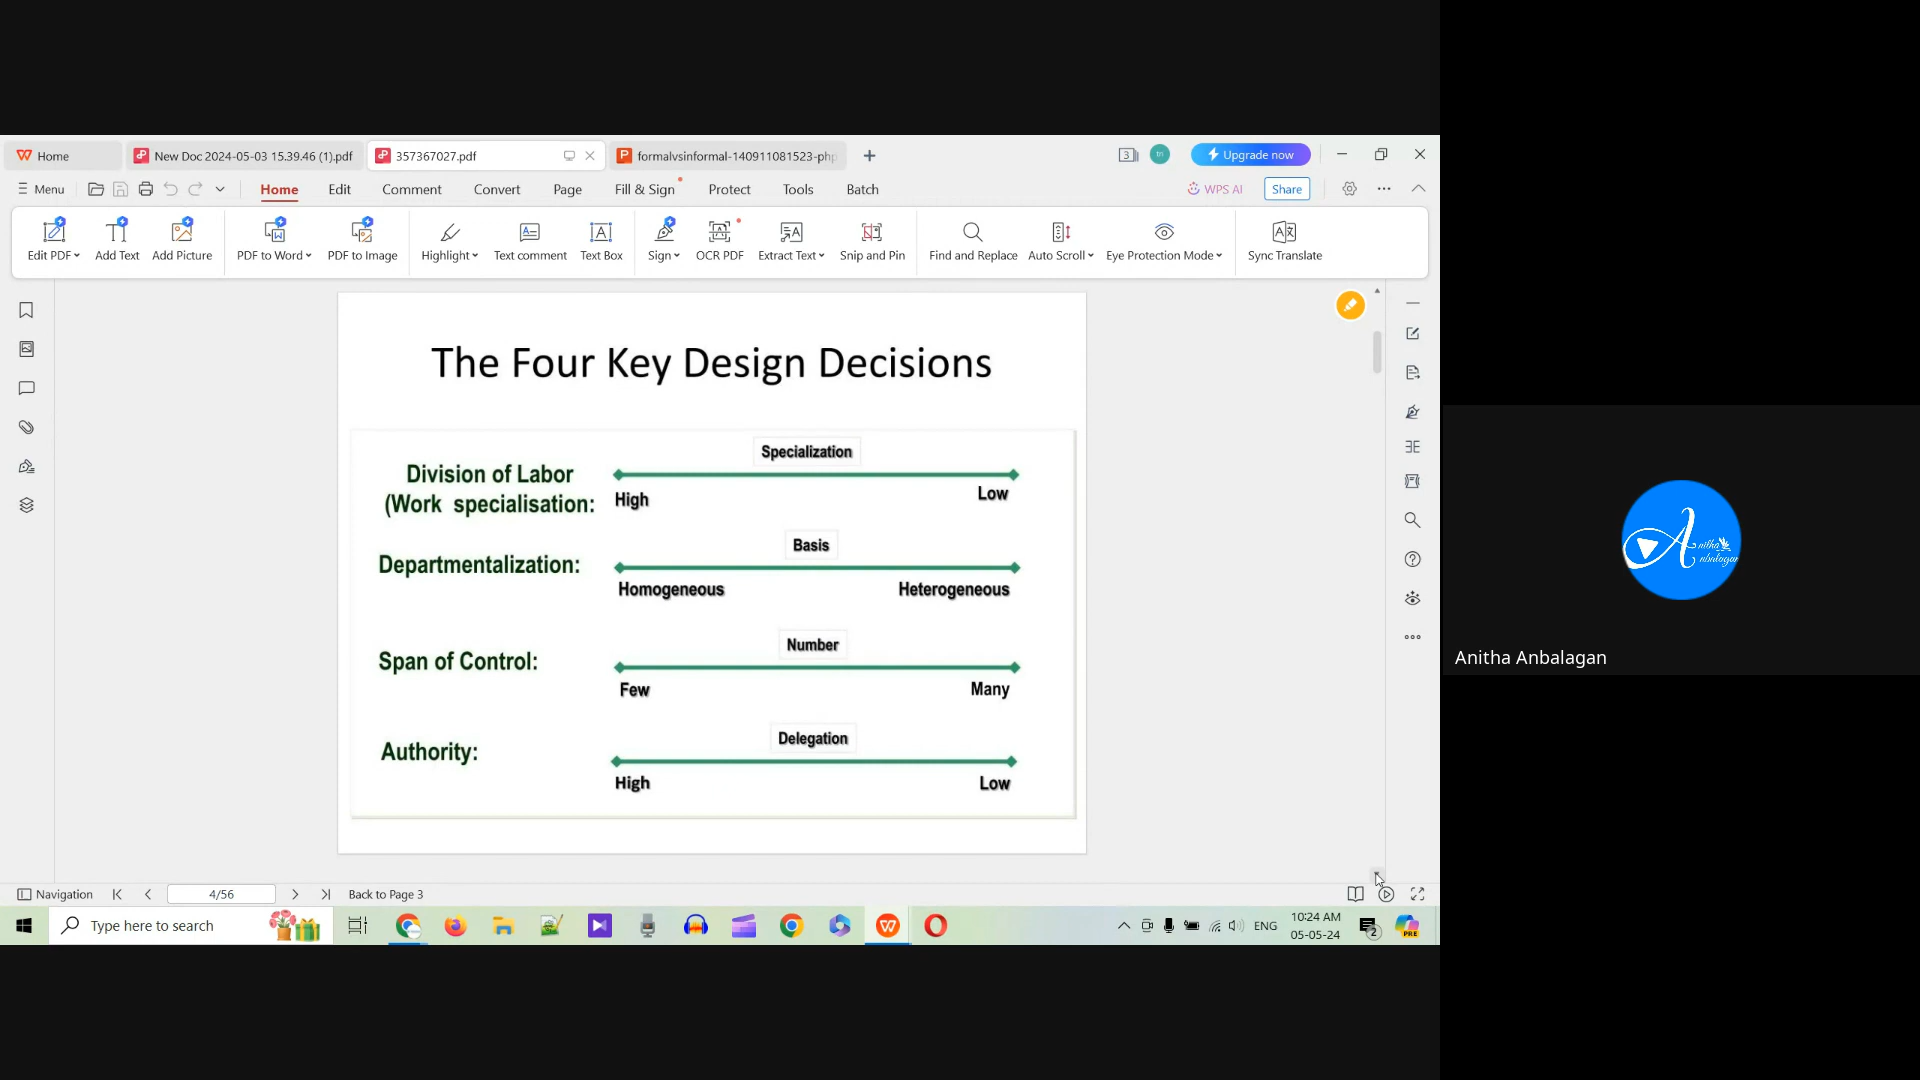 Home
New Doc 2024-05-03 15.39.46 (1).pdf
357367027.pdf
formalvsinformal-140911081523-php
3
Upgrade now
Menu
Home
Edit
Comment
Convert
Page
Fill & Sign
Protect
Tools
Batch
WPS AI
Share
Edit PDF
Add Text
Add Picture
PDF to Word
PDF to Image
Highlight
Text comment
Text Box
Sign
OCR PDF
Extract Text
Snip and Pin
Find and Replace
Auto Scroll
Eye Protection Mode
Sync Translate
The Four Key Design Decisions
Division of Labor
(Work specialisation:
Specialization
High
Low
Departmentalization:
Basis
Homogeneous
Heterogeneous
Span of Control:
Number
Few
Many
Authority:
Delegation
High
Low
Anitha Anbalagan
Navigation
4/56
Back to Page 3
Type here to search
ENG
10:24 AM
05-05-24
2
PRE